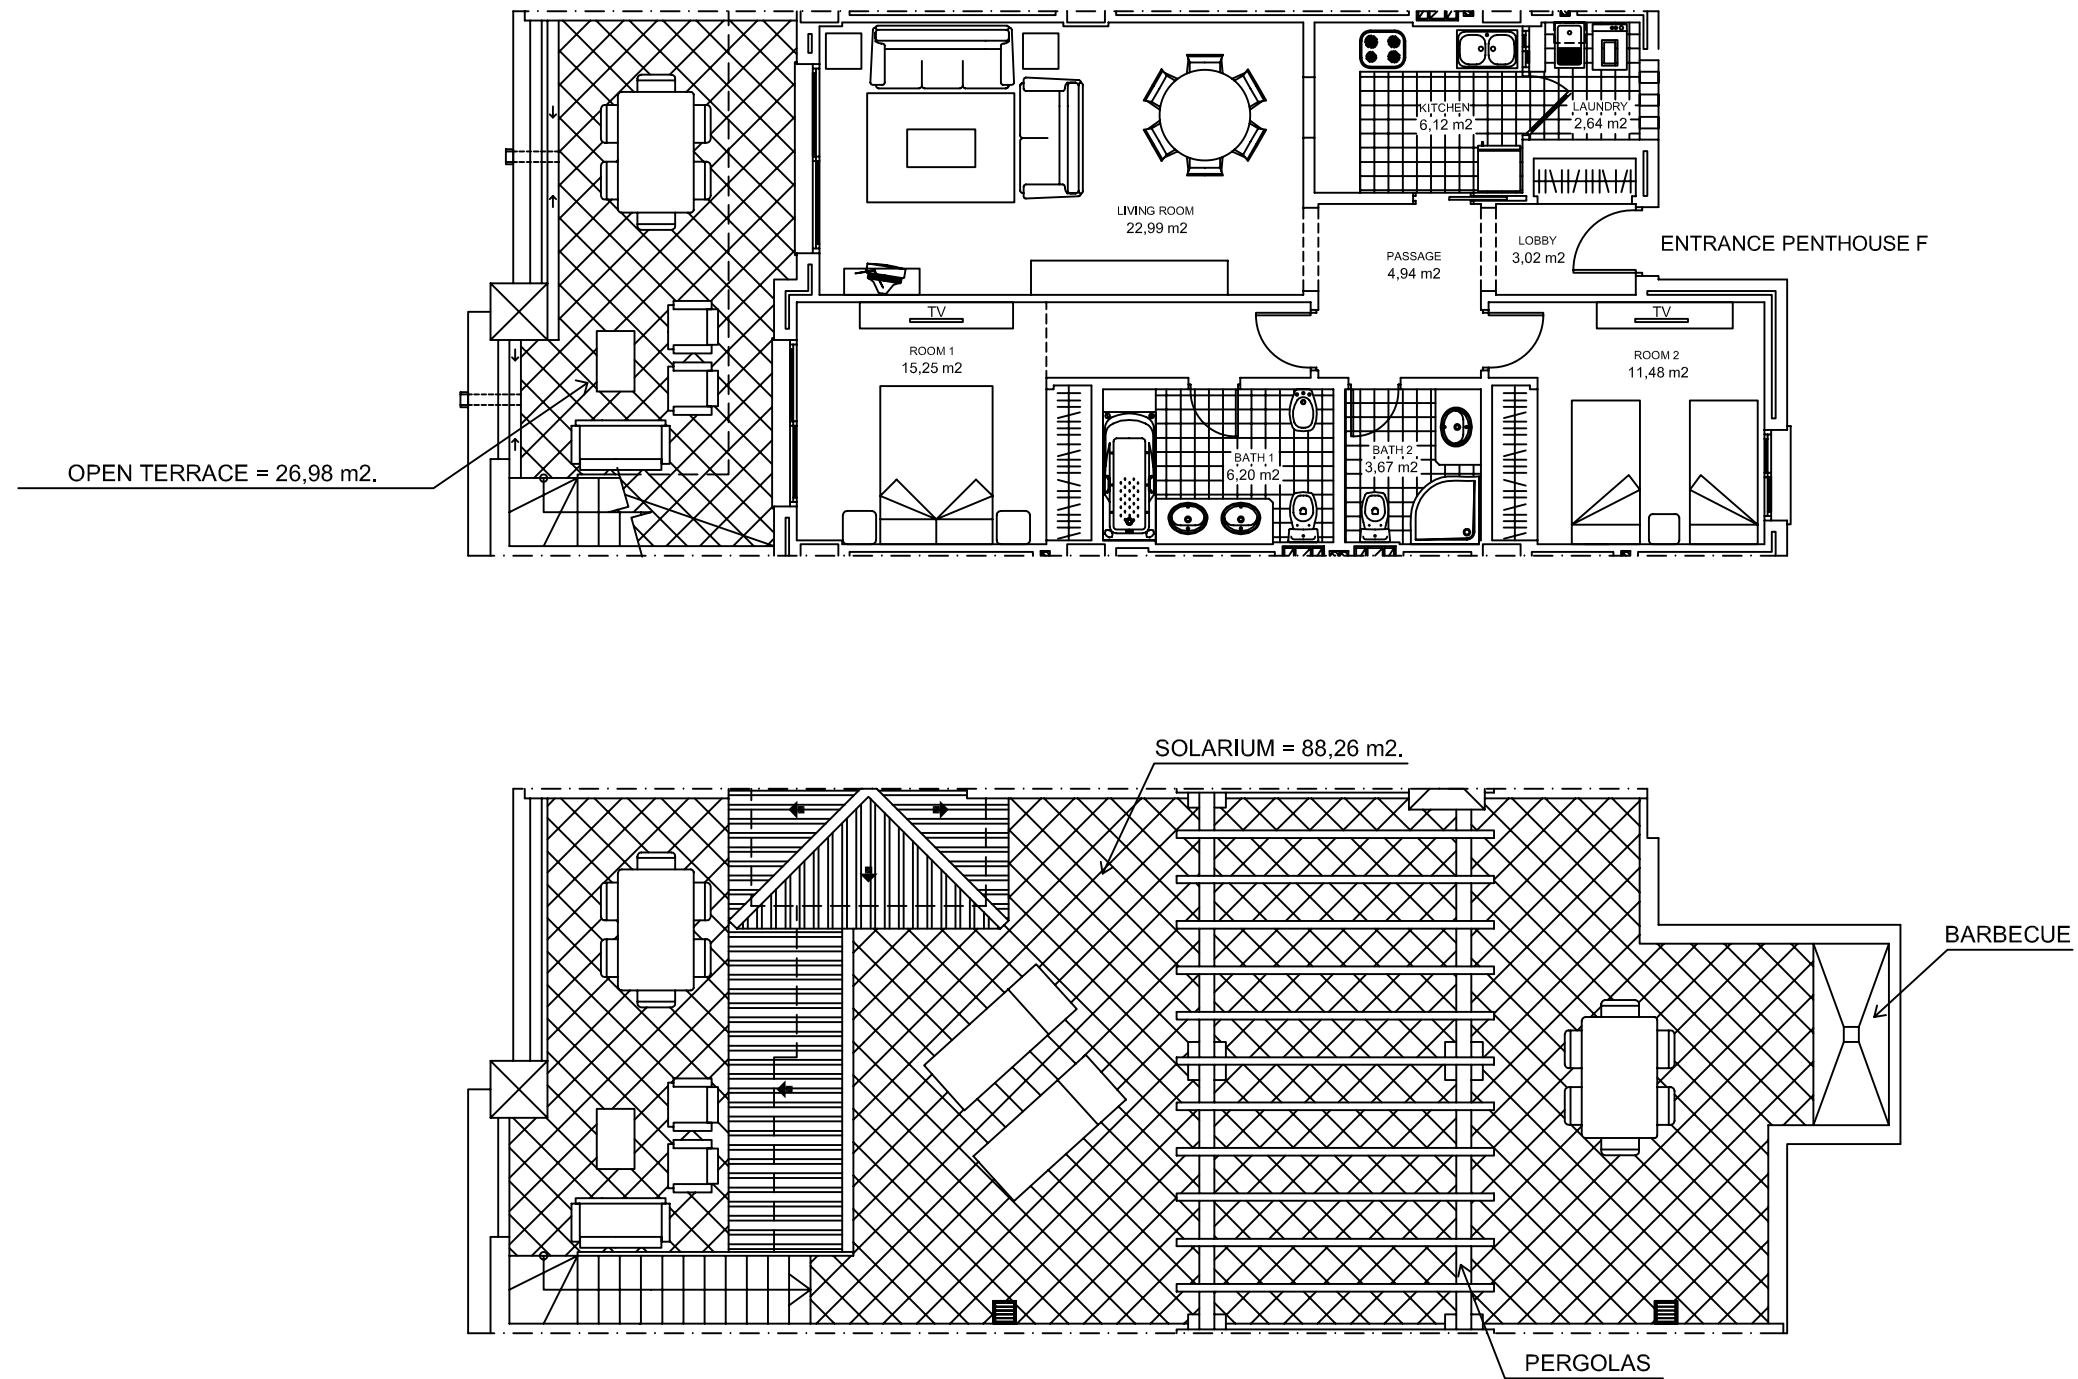 KITCHEN
6,12 m2
LAUNDRY
2,64 m2
LIVING ROOM
22,99 m2
LOBBY
3,02 m2
ENTRANCE PENTHOUSE F
PASSAGE
4,94 m2
TV
TV
ROOM 1
15,25 m2
ROOM 2
11,48 m2
BATH 1
6,20 m2
BATH 2
3,67 m2
OPEN TERRACE = 26,98 m2.
SOLARIUM = 88,26 m2.
BARBECUE
PERGOLAS